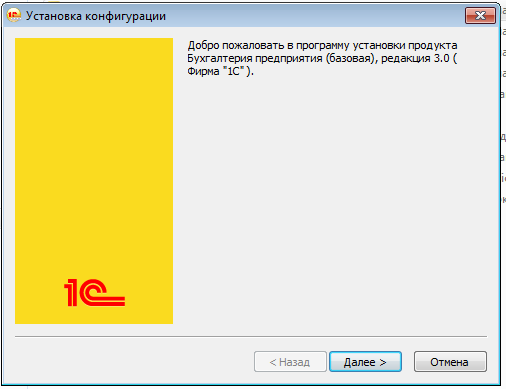 Установка конфигурации
Добро пожаловать в программу установки продукта
Бухгалтерия предприятия (базовая), редакция 3.0 (
Фирма "1С" ).
1С
< Назад
Далее >
Отмена